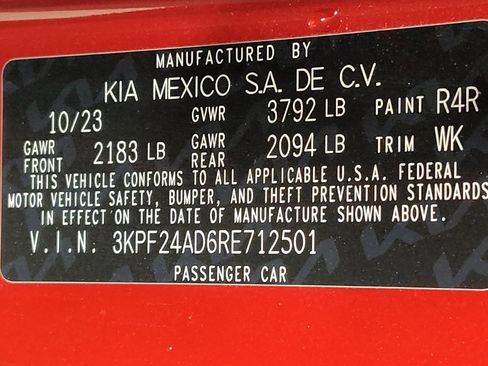 MANUFACTURED BY
KIA MEXICO S.A. DE C.V.
10/23 GVWR 3792 LB PAINT R4R
GAWR FRONT 2183 LB GAWR REAR 2094 LB TRIM WK
THIS VEHICLE CONFORMS TO ALL APPLICABLE U.S.A. FEDERAL
MOTOR VEHICLE SAFETY, BUMPER, AND THEFT PREVENTION STANDARDS
IN EFFECT ON THE DATE OF MANUFACTURE SHOWN ABOVE.
V.I.N. 3KPF24AD6RE712501
PASSENGER CAR